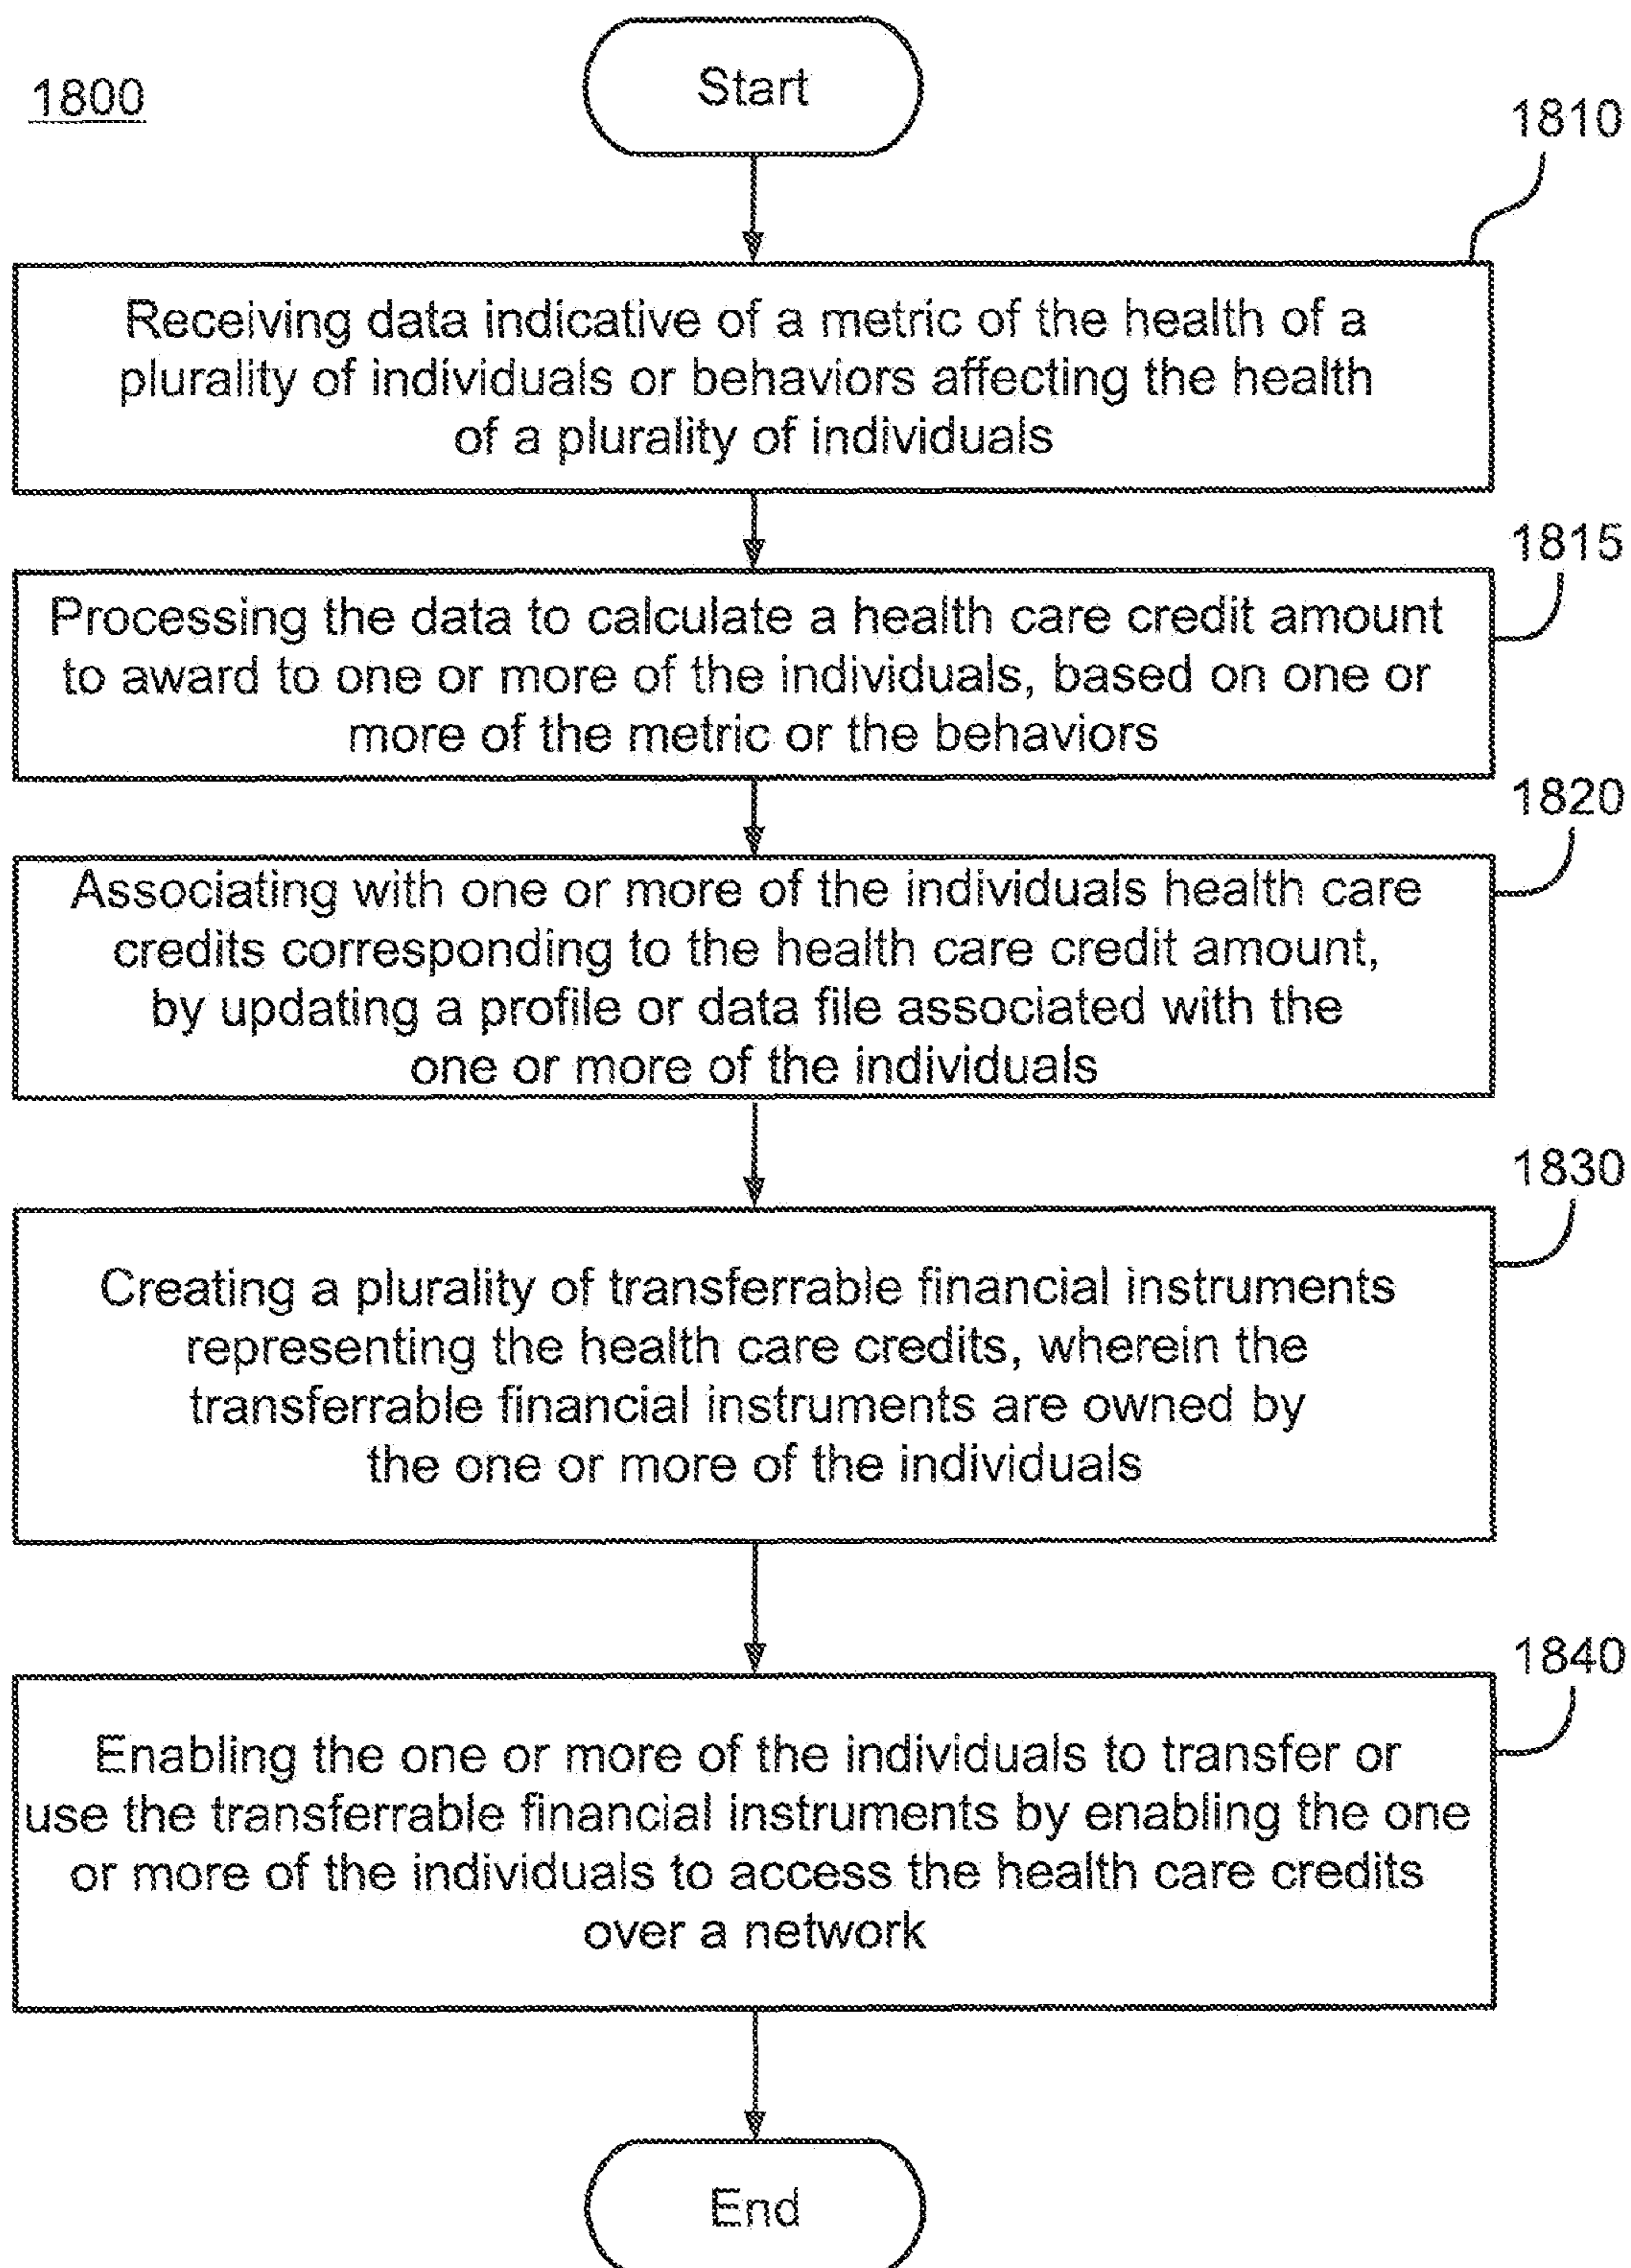 1800
Start
1810
Receiving data indicative of a metric of the health of a
plurality of individuals or behaviors affecting the health
of a plurality of individuals
1815
Processing the data to calculate a health care credit amount
to award to one or more of the individuals, based on one or
more of the metric or the behaviors
1820
Associating with one or more of the individuals health care
credits corresponding to the health care credit amount,
by updating a profile or data file associated with the
one or more of the individuals
1830
Creating a plurality of transferrable financial instruments
representing the health care credits, wherein the
transferrable financial instruments are owned by
the one or more of the individuals
1840
Enabling the one or more of the individuals to transfer or
use the transferrable financial instruments by enabling the one
or more of the individuals to access the health care credits
over a network
End